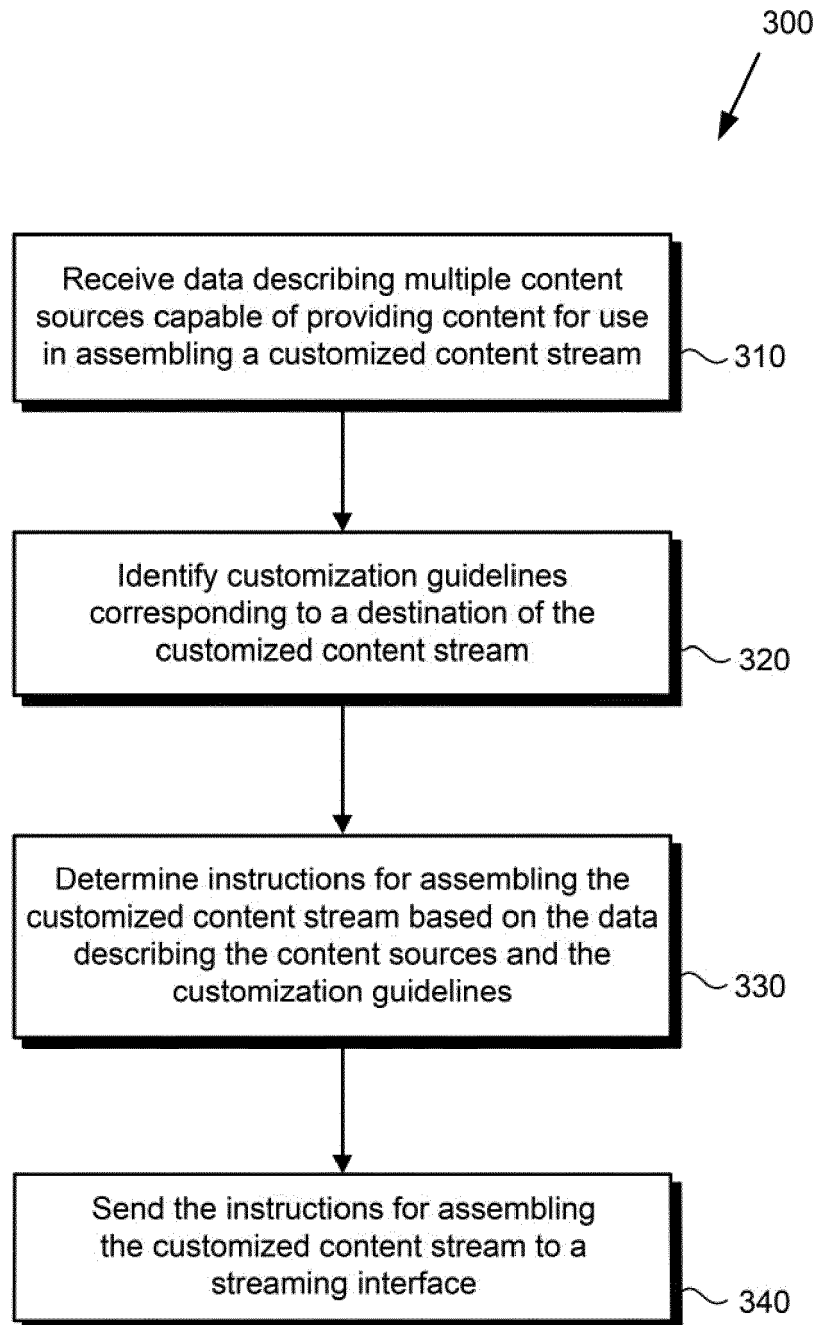 300
Receive data describing multiple content
sources capable of providing content for use
in assembling a customized content stream
310
Identify customization guidelines
corresponding to a destination of the
customized content stream
320
Determine instructions for assembling the
customized content stream based on the data
describing the content sources and the
customization guidelines
330
Send the instructions for assembling
the customized content stream to a
streaming interface
340